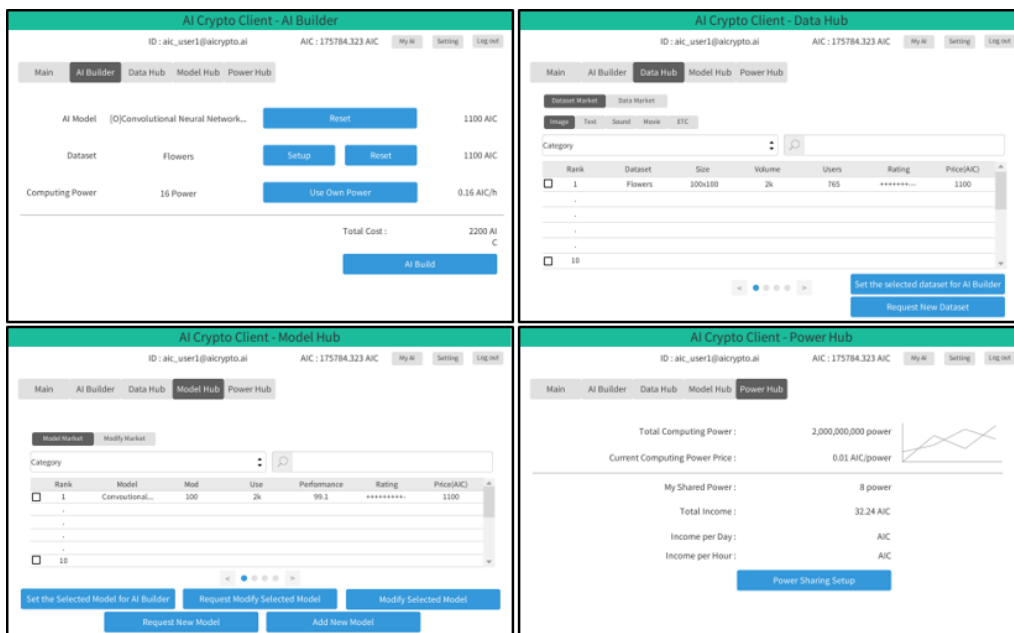 AI Crypto Client - AI Builder
ID : aic_user1@aicrypto.ai AIC : 175784.323 AIC My AI Setting Log out
Main AI Builder Data Hub Model Hub Power Hub
AI Model [O]Convolutional Neural Network... Reset 1100 AIC
Dataset Flowers Setup Reset 1100 AIC
Computing Power 16 Power Use Own Power 0.16 AIC/h
Total Cost : 2200 AI
C
AI Build
AI Crypto Client - Data Hub
ID : aic_user1@aicrypto.ai AIC : 175784.323 AIC My AI Setting Log out
Main AI Builder Data Hub Model Hub Power Hub
Dataset Market Data Market
Image Text Sound Movie ETC
Category
Rank Dataset Size Volume Users Rating Price(AIC)
1 Flowers 100x100 2k 765 +++++++--- 1100
.
.
.
.
10
< >
Set the selected dataset for AI Builder
Request New Dataset
AI Crypto Client - Model Hub
ID : aic_user1@aicrypto.ai AIC : 175784.323 AIC My AI Setting Log out
Main AI Builder Data Hub Model Hub Power Hub
Model Market Modify Market
Category
Rank Model Mod Use Performance Rating Price(AIC)
1 Convoutional... 100 2k 99.1 +++++++++- 1100
.
.
.
.
10
< >
Set the Selected Model for AI Builder Request Modify Selected Model Modify Selected Model
Request New Model Add New Model
AI Crypto Client - Power Hub
ID : aic_user1@aicrypto.ai AIC : 175784.323 AIC My AI Setting Log out
Main AI Builder Data Hub Model Hub Power Hub
Total Computing Power : 2,000,000,000 power
Current Computing Power Price : 0.01 AIC/power
My Shared Power : 8 power
Total Income : 32.24 AIC
Income per Day : AIC
Income per Hour : AIC
Power Sharing Setup